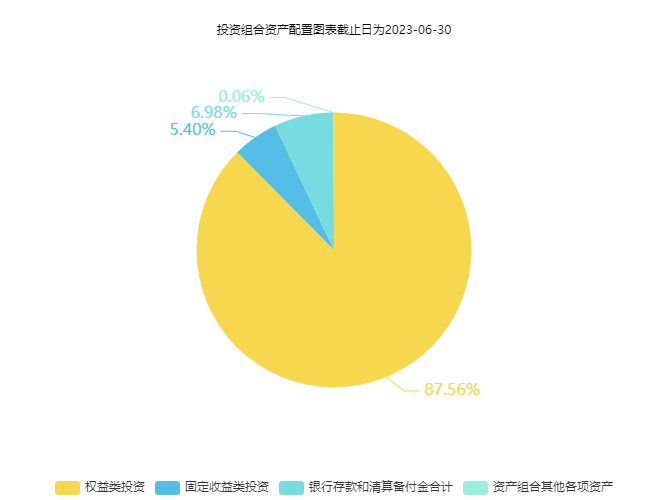 投资组合资产配置图表截止日为2023-06-30
0.06%
6.98%
5.40%
87.56%
权益类投资 固定收益类投资 银行存款和清算备付金合计 资产组合其他各项资产